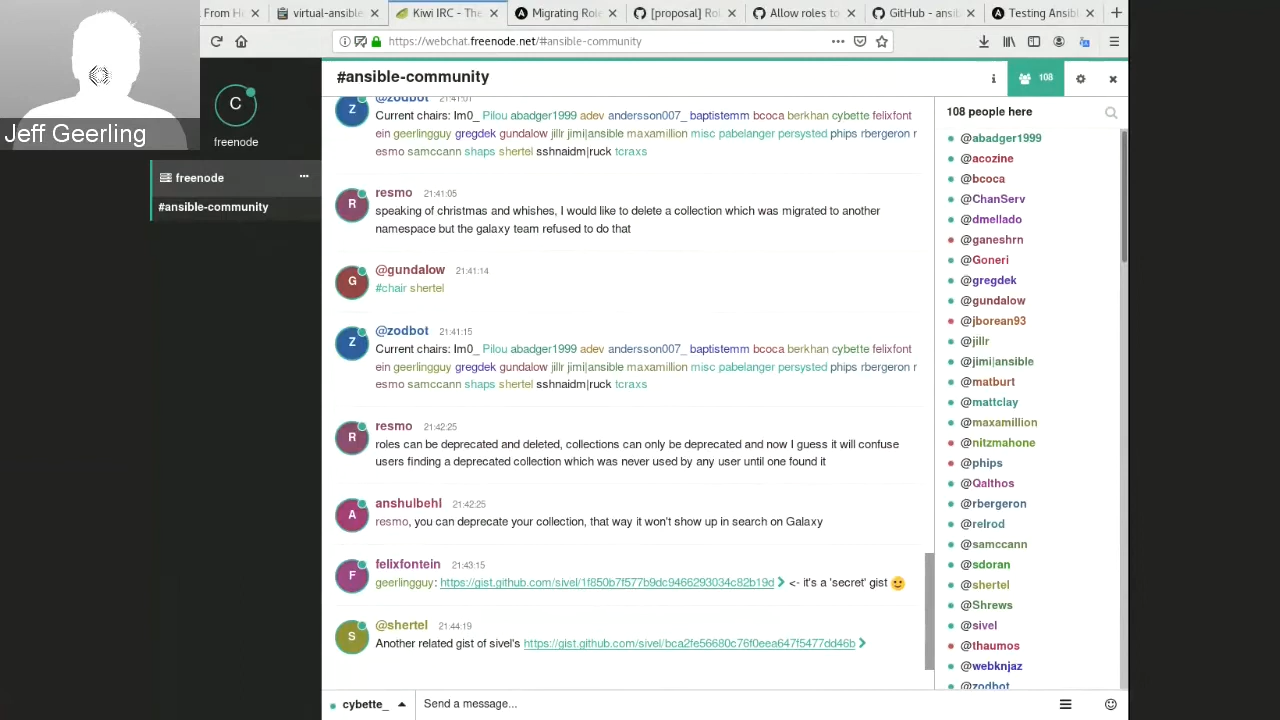 From He
virtual-ansible
Kiwi IRC - The
Migrating Role
[proposal] Rol
Allow roles to
GitHub - ansib
Testing Ansibl
https://webchat.freenode.net/#ansible-community
Jeff Geerling
C
freenode
freenode
#ansible-community
#ansible-community
108
@zodbot 21:41:01
Z
Current chairs: lm0_ Pilou abadger1999 adev andersson007_ baptistemm bcoca berkhan cybette felixfont
ein geerlingguy gregdek gundalow jillr jimi|ansible maxamillion misc pabelanger persysted phips rbergeron r
esmo samccann shaps shertel sshnaidm|ruck tcraxs
R
resmo 21:41:05
speaking of christmas and whishes, I would like to delete a collection which was migrated to another
namespace but the galaxy team refused to do that
G
@gundalow 21:41:14
#chair shertel
Z
@zodbot 21:41:15
Current chairs: lm0_ Pilou abadger1999 adev andersson007_ baptistemm bcoca berkhan cybette felixfont
ein geerlingguy gregdek gundalow jillr jimi|ansible maxamillion misc pabelanger persysted phips rbergeron r
esmo samccann shaps shertel sshnaidm|ruck tcraxs
R
resmo 21:42:25
roles can be deprecated and deleted, collections can only be deprecated and now I guess it will confuse
users finding a deprecated collection which was never used by any user until one found it
A
anshulbehl 21:42:25
resmo, you can deprecate your collection, that way it won't show up in search on Galaxy
F
felixfontein 21:43:15
geerlingguy: https://gist.github.com/sivel/1f850b7f577b9dc9466293034c82b19d <- it's a 'secret' gist
S
@shertel 21:44:19
Another related gist of sivel's https://gist.github.com/sivel/bca2fe56680c76f0eea647f5477dd46b
cybette_
Send a message...
108 people here
@abadger1999
@acozine
@bcoca
@ChanServ
@dmellado
@ganeshrn
@Goneri
@gregdek
@gundalow
@jborean93
@jillr
@jimi|ansible
@matburt
@mattclay
@maxamillion
@nitzmahone
@phips
@Qalthos
@rbergeron
@relrod
@samccann
@sdoran
@shertel
@Shrews
@sivel
@thaumos
@webknjaz
@zodbot